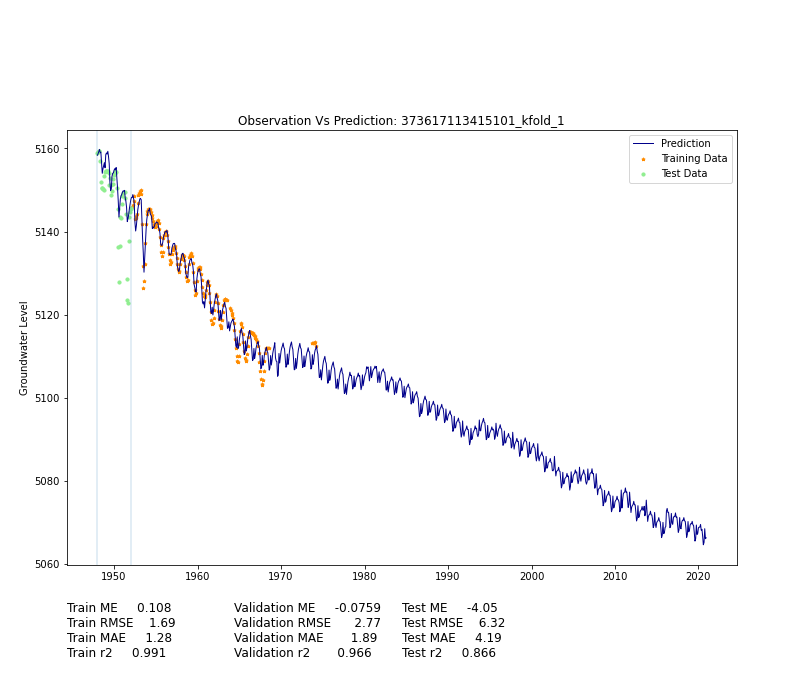 Observation Vs Prediction: 373617113415101_kfold_1
Prediction
Training Data
Test Data
Groundwater Level
5160
5140
5120
5100
5080
5060
1950 1960 1970 1980 1990 2000 2010 2020
Train ME 0.108 Validation ME -0.0759 Test ME -4.05
Train RMSE 1.69 Validation RMSE 2.77 Test RMSE 6.32
Train MAE 1.28 Validation MAE 1.89 Test MAE 4.19
Train r2 0.991 Validation r2 0.966 Test r2 0.866